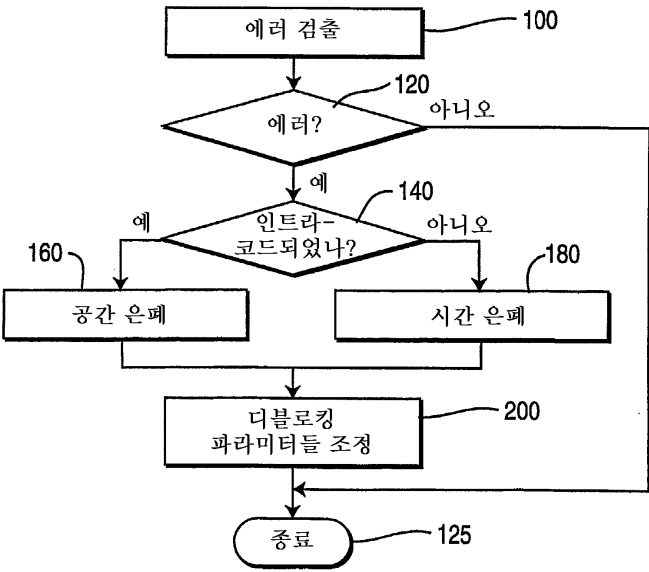 에러 검출
100
120
에러?
아니오
예
140
인트라-
코드되었나?
예
아니오
160
공간 은폐
180
시간 은폐
디블로킹
파라미터들 조정
200
종료
125